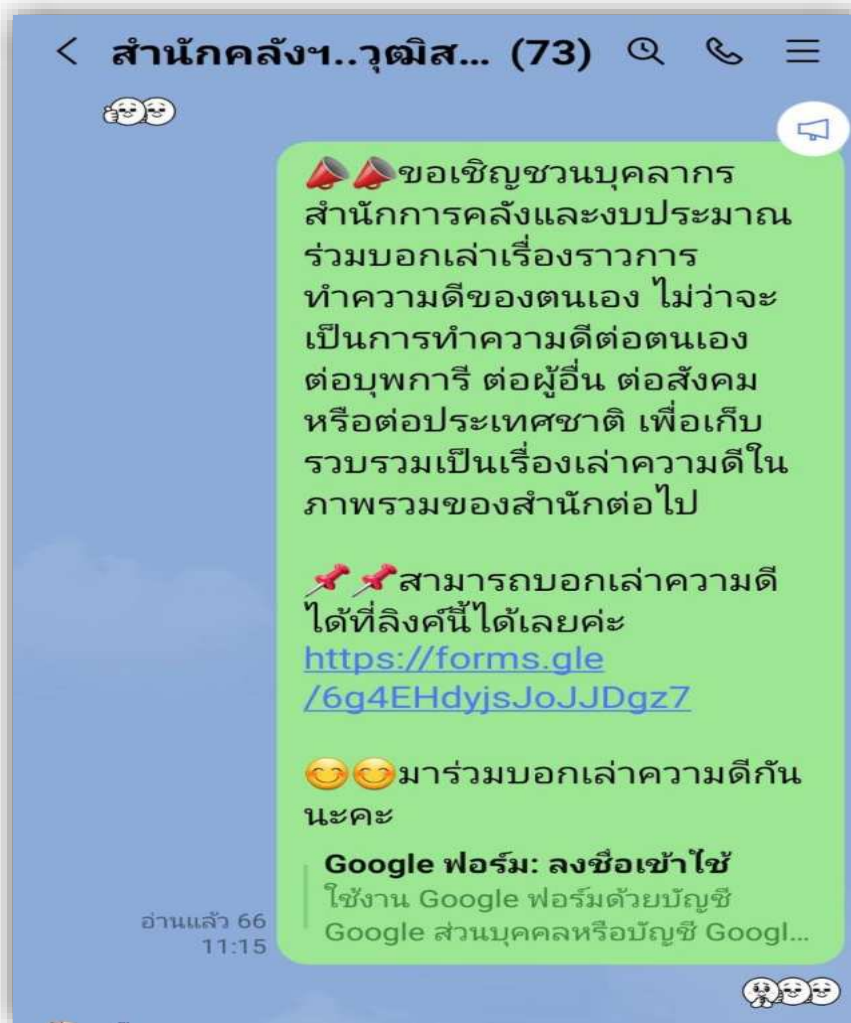 สำนักคลังฯ..วุฒิส... (73)
📣📣ขอเชิญชวนบุคลากร
สำนักการคลังและงบประมาณ
ร่วมบอกเล่าเรื่องราวการ
ทำความดีของตนเอง ไม่ว่าจะ
เป็นการทำความดีต่อตนเอง
ต่อบุพการี ต่อผู้อื่น ต่อสังคม
หรือต่อประเทศชาติ เพื่อเก็บ
รวบรวมเป็นเรื่องเล่าความดีใน
ภาพรวมของสำนักต่อไป
📌📌สามารถบอกเล่าความดี
ได้ที่ลิงค์นี้ได้เลยค่ะ
https://forms.gle
/6g4EHdyjsJoJJDgz7
😊😊มาร่วมบอกเล่าความดีกัน
นะคะ
Google ฟอร์ม: ลงชื่อเข้าใช้
ใช้งาน Google ฟอร์มด้วยบัญชี
Google ส่วนบุคคลหรือบัญชี Googl...
อ่านแล้ว 66
11:15